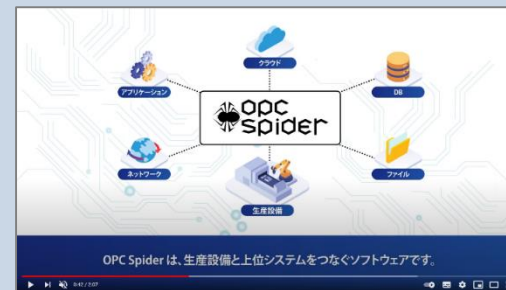 クラウド
アプリケーション
DB
opc
spider
ネットワーク
ファイル
生産設備
OPC Spider は、生産設備と上位システムをつなぐソフトウェアです。
0:42 / 2:07